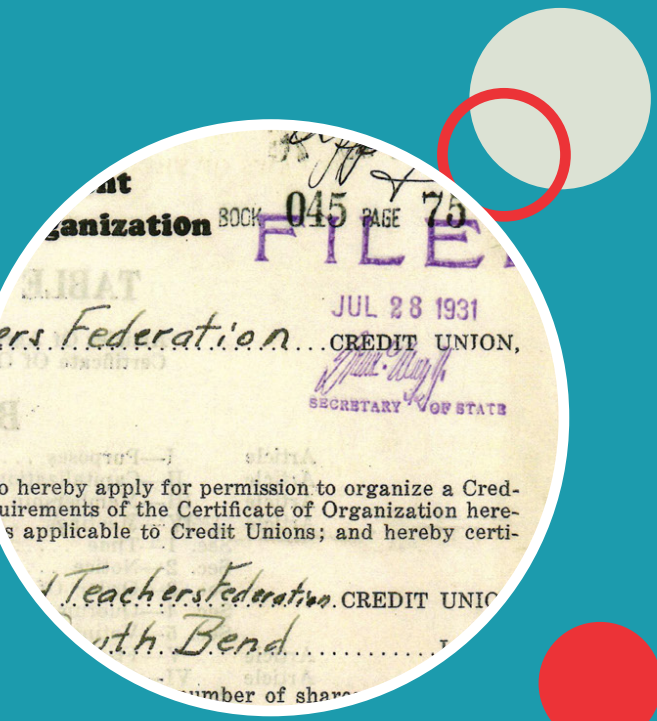 nt
ganization BOOK 045 PAGE 75
FILE
JUL 28 1931
ers Federation CREDIT UNION,
SECRETARY OF STATE
o hereby apply for permission to organize a Cred-
uirements of the Certificate of Organization here-
s applicable to Credit Unions; and hereby certi-
d Teachers Federation CREDIT UNIO
outh Bend
number of share